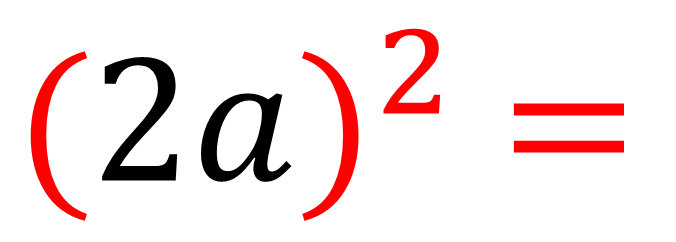 (2a)² =